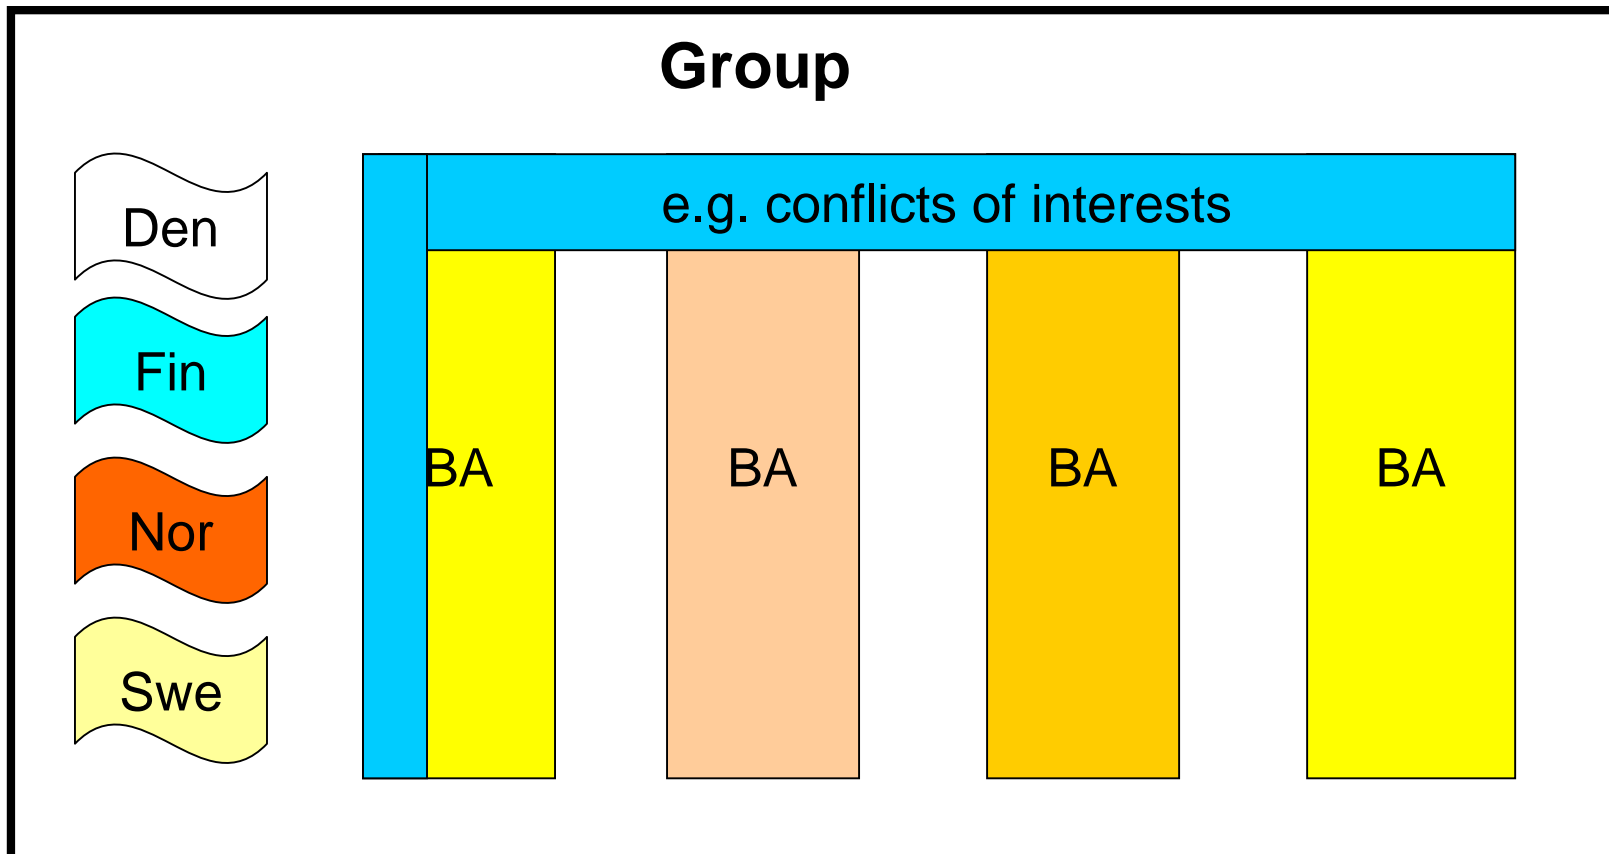 Group
e.g. conflicts of interests
Den
Fin
Nor
Swe
BA
BA
BA
BA